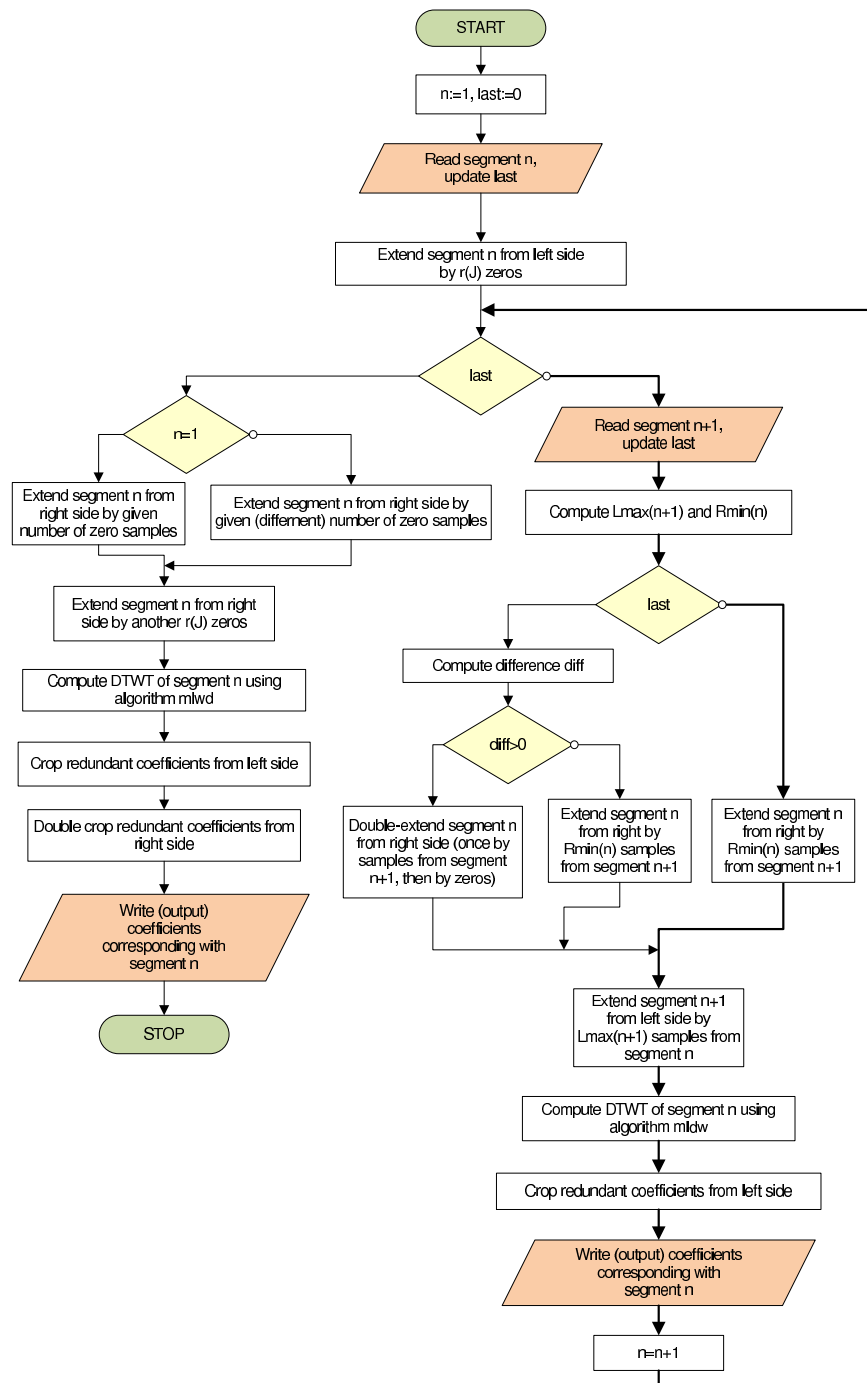 START
n:=1, last:=0
Read segment n,
update last
Extend segment n from left side
by r(J) zeros
last
n=1
Extend segment n from
right side by given
number of zero samples
Extend segment n from right side by
given (differnent) number of zero samples
Extend segment n from right
side by another r(J) zeros
Compute DTWT of segment n using
algorithm mlwd
Crop redundant coefficients from left side
Double crop redundant coefficients from
right side
Write (output)
coefficients
corresponding with
segment n
STOP
Read segment n+1,
update last
Compute Lmax(n+1) and Rmin(n)
last
Compute difference diff
diff>0
Double-extend segment n
from right side (once by
samples from segment
n+1, then by zeros)
Extend segment n
from right by
Rmin(n) samples
from segment n+1
Extend segment n
from right by
Rmin(n) samples
from segment n+1
Extend segment n+1
from left side by
Lmax(n+1) samples from
segment n
Compute DTWT of segment n using
algorithm mldw
Crop redundant coefficients from left side
Write (output) coefficients
corresponding with
segment n
n=n+1